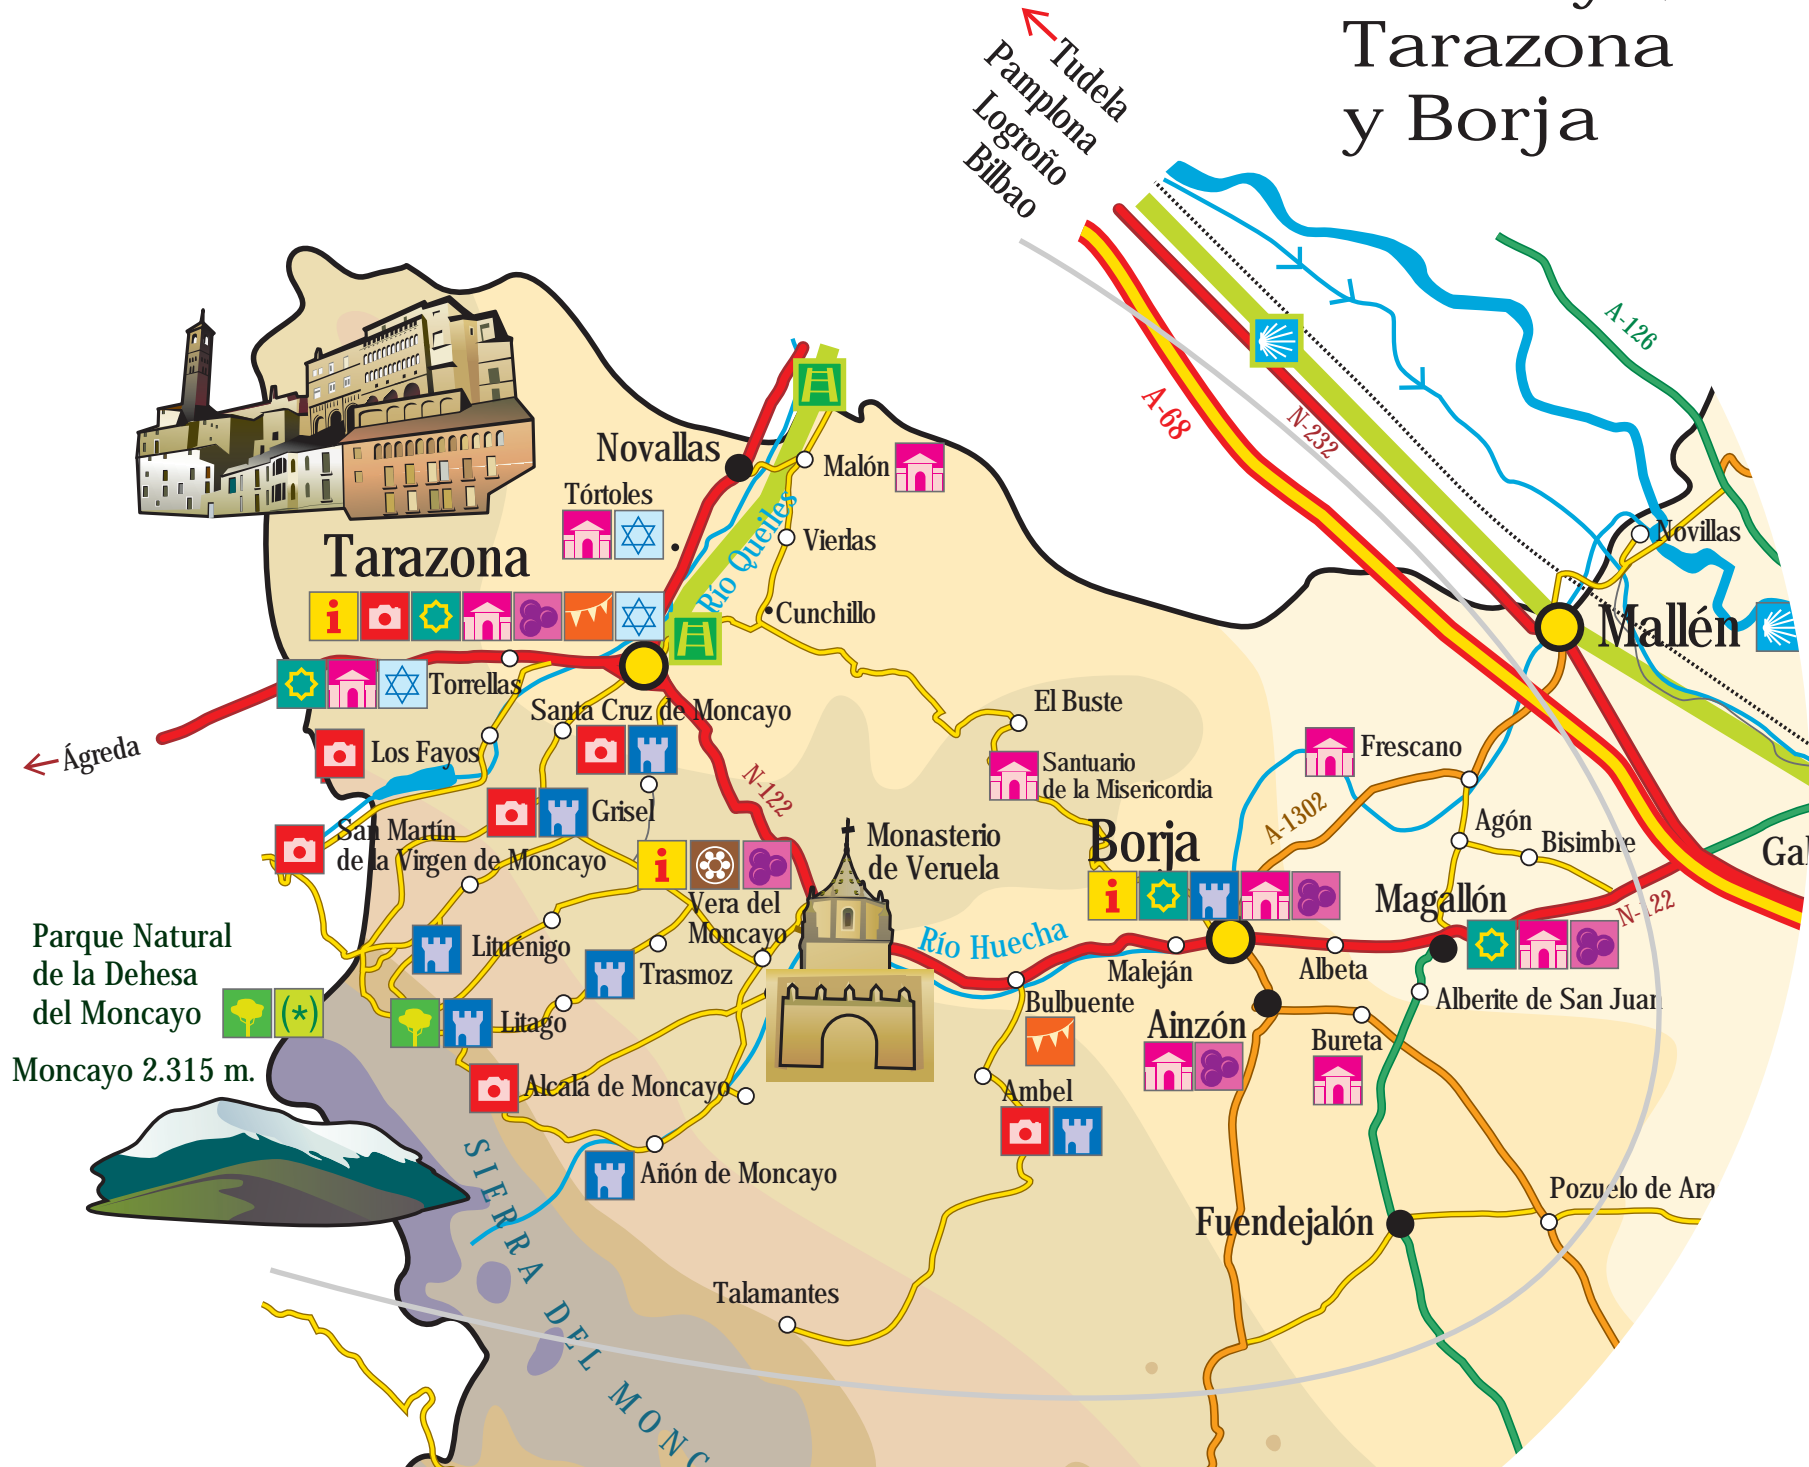 Tarazona
y Borja
Tudela
Pamplona
Logroño
Bilbao
A-126
A-68
N-232
Novallas
Malón
Tórtoles
Río Queiles
Vierlas
Novillas
Tarazona
i
Cunchillo
Mallén
Torrellas
Santa Cruz de Moncayo
El Buste
Ágreda
Los Fayos
Frescano
Santuario
de la Misericordia
N-122
Grisel
A-1302
San Martín
de la Virgen de Moncayo
Monasterio
de Veruela
Borja
Agón
Bisimbre
Gal
i
Vera del
Moncayo
i
Magallón
N-122
Parque Natural
de la Dehesa
del Moncayo
(*)
Lituénigo
Trasmoz
Río Huecha
Maleján
Albeta
Alberite de San Juan
Litago
Bulbuente
Ainzón
Bureta
Moncayo 2.315 m.
Alcalá de Moncayo
Ambel
Añón de Moncayo
Pozuelo de Ara
Fuendejalón
Talamantes
SIERRA DEL MONC